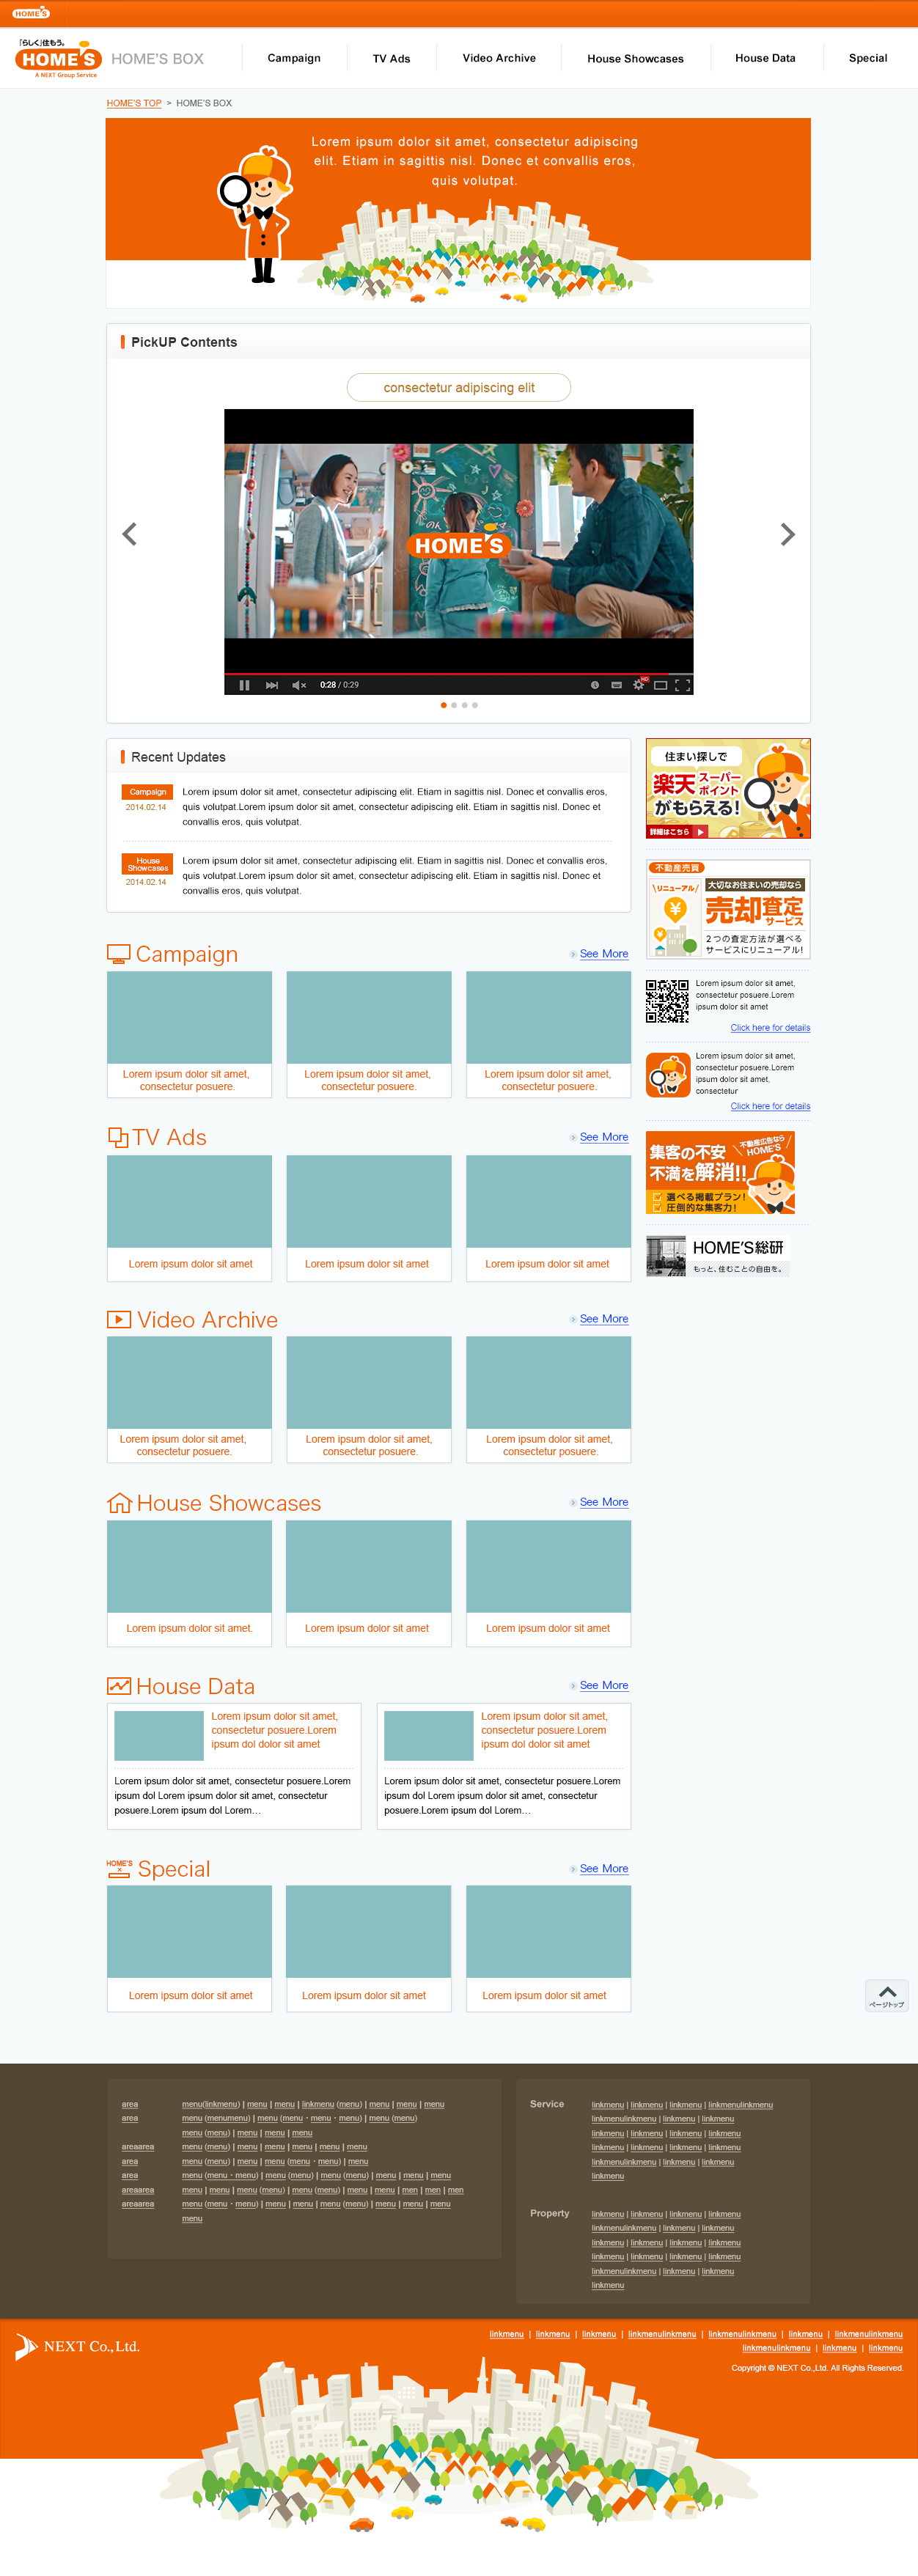 HOME'S
「らしく」住もう。
HOME'S
A NEXT Group Service
HOME'S BOX
Campaign
TV Ads
Video Archive
House Showcases
House Data
Special
HOME'S TOP > HOME'S BOX
Lorem ipsum dolor sit amet, consectetur adipiscing
elit. Etiam in sagittis nisl. Donec et convallis eros,
quis volutpat.
PickUP Contents
consectetur adipiscing elit
HOME'S
0:28 / 0:29
HD
Recent Updates
Campaign
2014.02.14
Lorem ipsum dolor sit amet, consectetur adipiscing elit. Etiam in sagittis nisl. Donec et convallis eros,
quis volutpat.Lorem ipsum dolor sit amet, consectetur adipiscing elit. Etiam in sagittis nisl. Donec et
convallis eros, quis volutpat.
House
Showcases
2014.02.14
Lorem ipsum dolor sit amet, consectetur adipiscing elit. Etiam in sagittis nisl. Donec et convallis eros,
quis volutpat.Lorem ipsum dolor sit amet, consectetur adipiscing elit. Etiam in sagittis nisl. Donec et
convallis eros, quis volutpat.
住まい探しで
楽天スーパーポイント
がもらえる!
詳細はこちら
不動産売買
リニューアル
大切なお住まいの売却なら
売却査定
サービス
2つの査定方法が選べる
サービスにリニューアル!
Lorem ipsum dolor sit amet,
consectetur posuere.Lorem
ipsum dolor sit amet
Click here for details
Lorem ipsum dolor sit amet,
consectetur posuere.Lorem
ipsum dolor sit amet,
consectetur
Click here for details
不動産広告なら
HOME'S
集客の不安
不満を解消!!
選べる掲載プラン!
圧倒的な集客力!
HOME'S総研
もっと、住むことの自由を。
Campaign
See More
Lorem ipsum dolor sit amet,
consectetur posuere.
Lorem ipsum dolor sit amet,
consectetur posuere.
Lorem ipsum dolor sit amet,
consectetur posuere.
TV Ads
See More
Lorem ipsum dolor sit amet
Lorem ipsum dolor sit amet
Lorem ipsum dolor sit amet
Video Archive
See More
Lorem ipsum dolor sit amet,
consectetur posuere.
Lorem ipsum dolor sit amet,
consectetur posuere.
Lorem ipsum dolor sit amet,
consectetur posuere.
House Showcases
See More
Lorem ipsum dolor sit amet.
Lorem ipsum dolor sit amet
Lorem ipsum dolor sit amet
House Data
See More
Lorem ipsum dolor sit amet,
consectetur posuere.Lorem
ipsum dol dolor sit amet
Lorem ipsum dolor sit amet, consectetur posuere.Lorem
ipsum dol Lorem ipsum dolor sit amet, consectetur
posuere.Lorem ipsum dol Lorem…
Lorem ipsum dolor sit amet,
consectetur posuere.Lorem
ipsum dol dolor sit amet
Lorem ipsum dolor sit amet, consectetur posuere.Lorem
ipsum dol Lorem ipsum dolor sit amet, consectetur
posuere.Lorem ipsum dol Lorem…
HOME'S
×
Special
See More
Lorem ipsum dolor sit amet
Lorem ipsum dolor sit amet
Lorem ipsum dolor sit amet
ページトップ
area menu(linkmenu) | menu | menu | linkmenu (menu) | menu | menu | menu
area menu (menumenu) | menu (menu・menu・menu) | menu (menu)
menu (menu) | menu | menu | menu
areaarea menu (menu) | menu | menu | menu | menu | menu
area menu (menu) | menu | menu (menu・menu) | menu
area menu (menu・menu) | menu (menu) | menu (menu) | menu | menu | menu
areaarea menu | menu | menu (menu) | menu (menu) | menu | menu | men | men | men
areaarea menu (menu・menu) | menu | menu | menu (menu) | menu | menu | menu
menu
Service linkmenu | linkmenu | linkmenu | linkmenulinkmenu
linkmenulinkmenu | linkmenu | linkmenu
linkmenu | linkmenu | linkmenu | linkmenu
linkmenu | linkmenu | linkmenu | linkmenu
linkmenulinkmenu | linkmenu | linkmenu
linkmenu
Property linkmenu | linkmenu | linkmenu | linkmenu
linkmenulinkmenu | linkmenu | linkmenu
linkmenu | linkmenu | linkmenu | linkmenu
linkmenu | linkmenu | linkmenu | linkmenu
linkmenulinkmenu | linkmenu | linkmenu
linkmenu
NEXT Co.,Ltd.
linkmenu | linkmenu | linkmenu | linkmenulinkmenu | linkmenulinkmenu | linkmenu | linkmenulinkmenu
linkmenulinkmenu | linkmenu | linkmenu
Copyright © NEXT Co.,Ltd. All Rights Reserved.